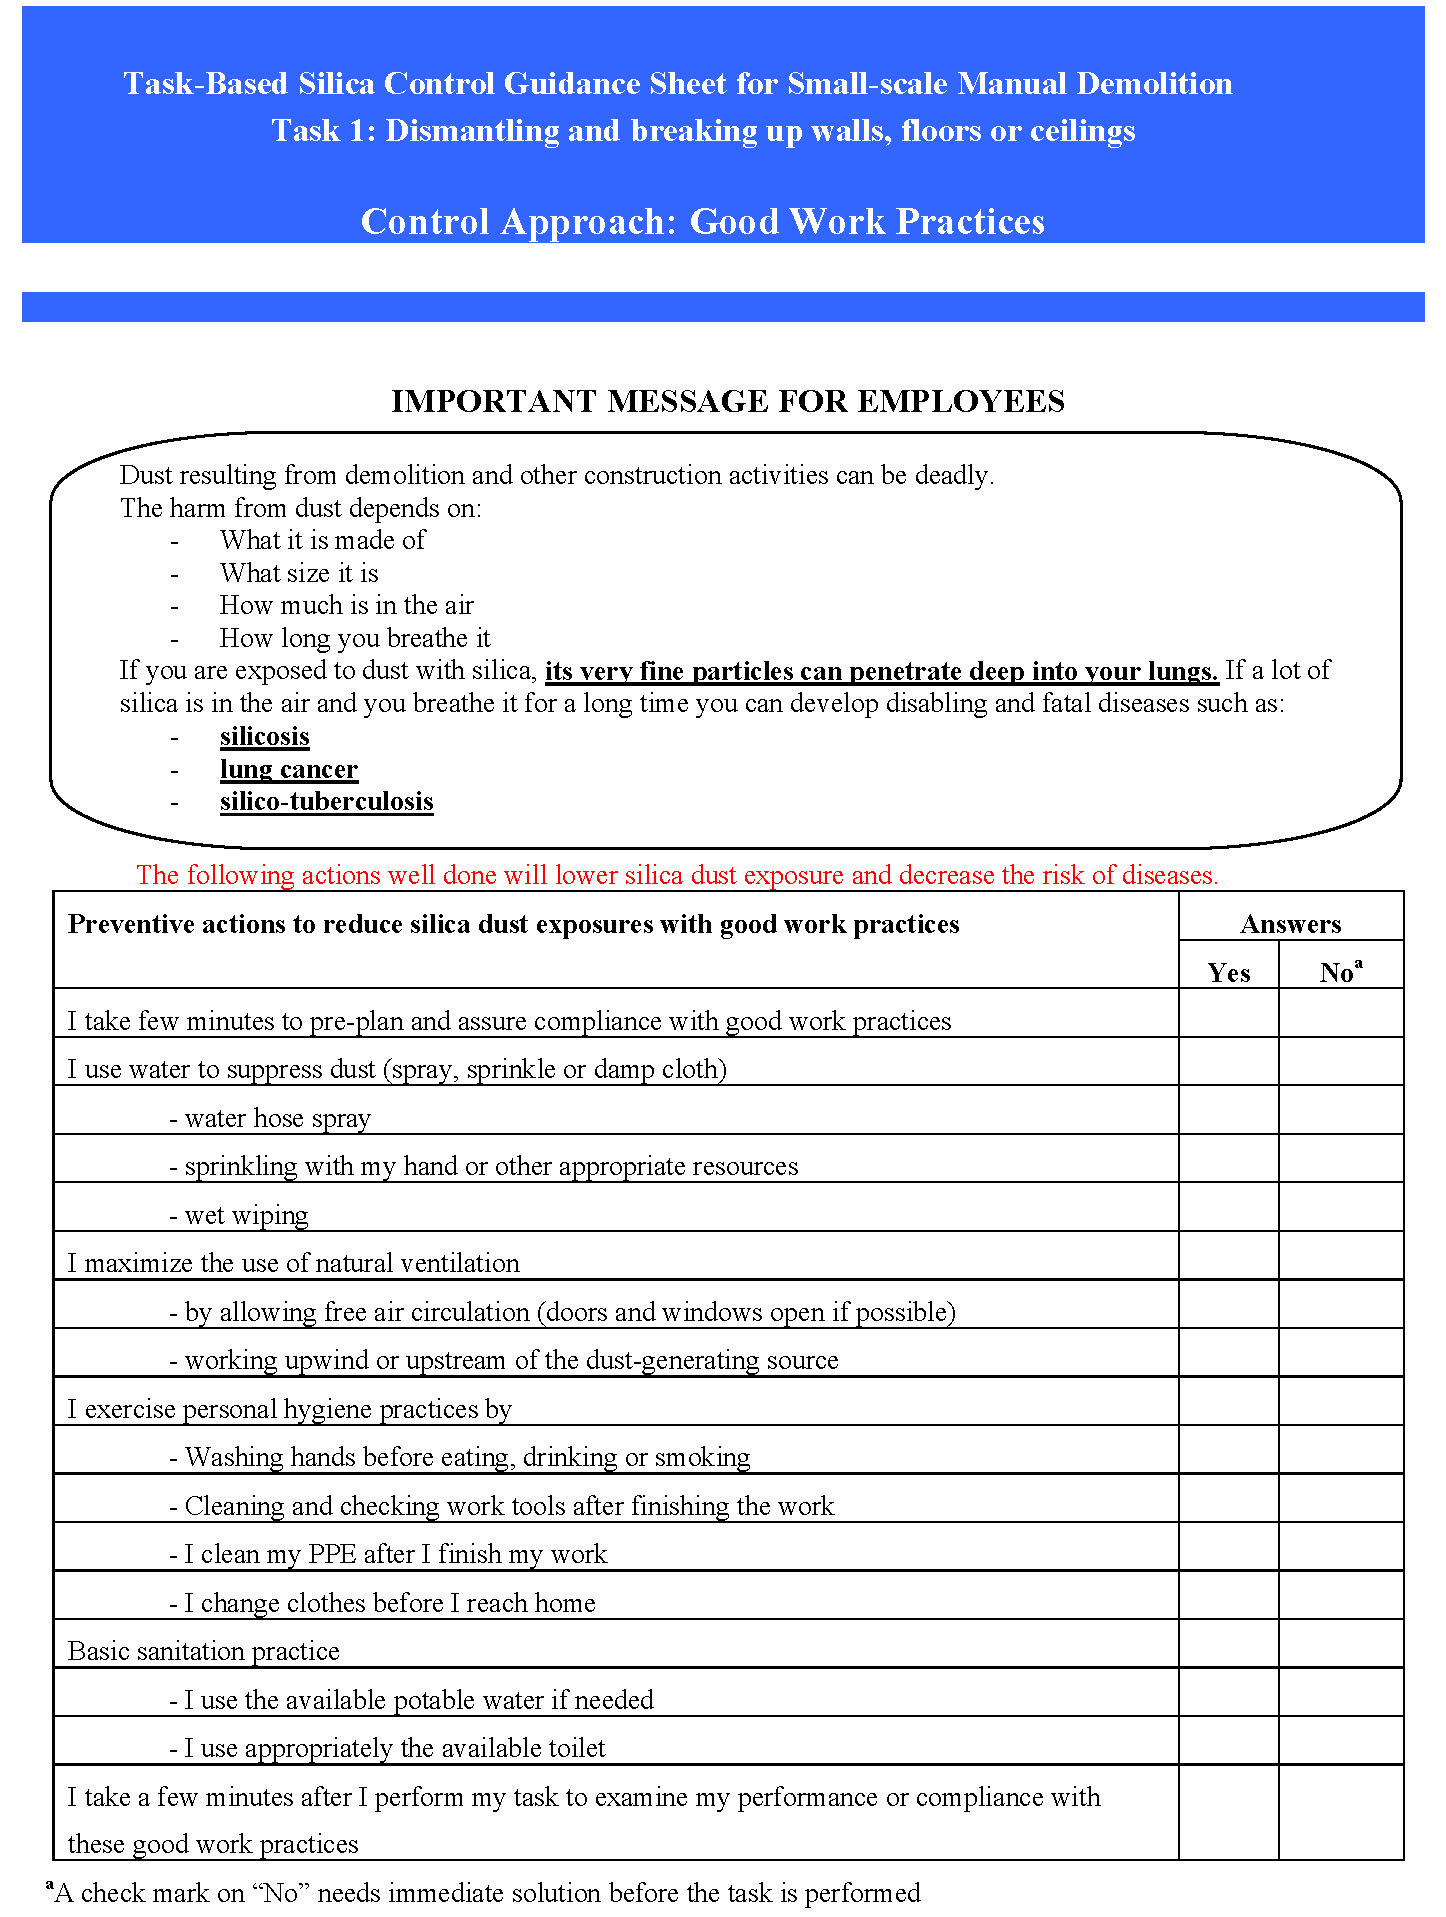 Task-Based Silica Control Guidance Sheet for Small-scale Manual Demolition
Task 1: Dismantling and breaking up walls, floors or ceilings
Control Approach: Good Work Practices
IMPORTANT MESSAGE FOR EMPLOYEES
Dust resulting from demolition and other construction activities can be deadly.
The harm from dust depends on:
- What it is made of
- What size it is
- How much is in the air
- How long you breathe it
If you are exposed to dust with silica, its very fine particles can penetrate deep into your lungs. If a lot of
silica is in the air and you breathe it for a long time you can develop disabling and fatal diseases such as:
- silicosis
- lung cancer
- silico-tuberculosis
The following actions well done will lower silica dust exposure and decrease the risk of diseases.
Preventive actions to reduce silica dust exposures with good work practices Answers
Yes Noᵃ
I take few minutes to pre-plan and assure compliance with good work practices
I use water to suppress dust (spray, sprinkle or damp cloth)
- water hose spray
- sprinkling with my hand or other appropriate resources
- wet wiping
I maximize the use of natural ventilation
- by allowing free air circulation (doors and windows open if possible)
- working upwind or upstream of the dust-generating source
I exercise personal hygiene practices by
- Washing hands before eating, drinking or smoking
- Cleaning and checking work tools after finishing the work
- I clean my PPE after I finish my work
- I change clothes before I reach home
Basic sanitation practice
- I use the available potable water if needed
- I use appropriately the available toilet
I take a few minutes after I perform my task to examine my performance or compliance with
these good work practices
ᵃA check mark on “No” needs immediate solution before the task is performed